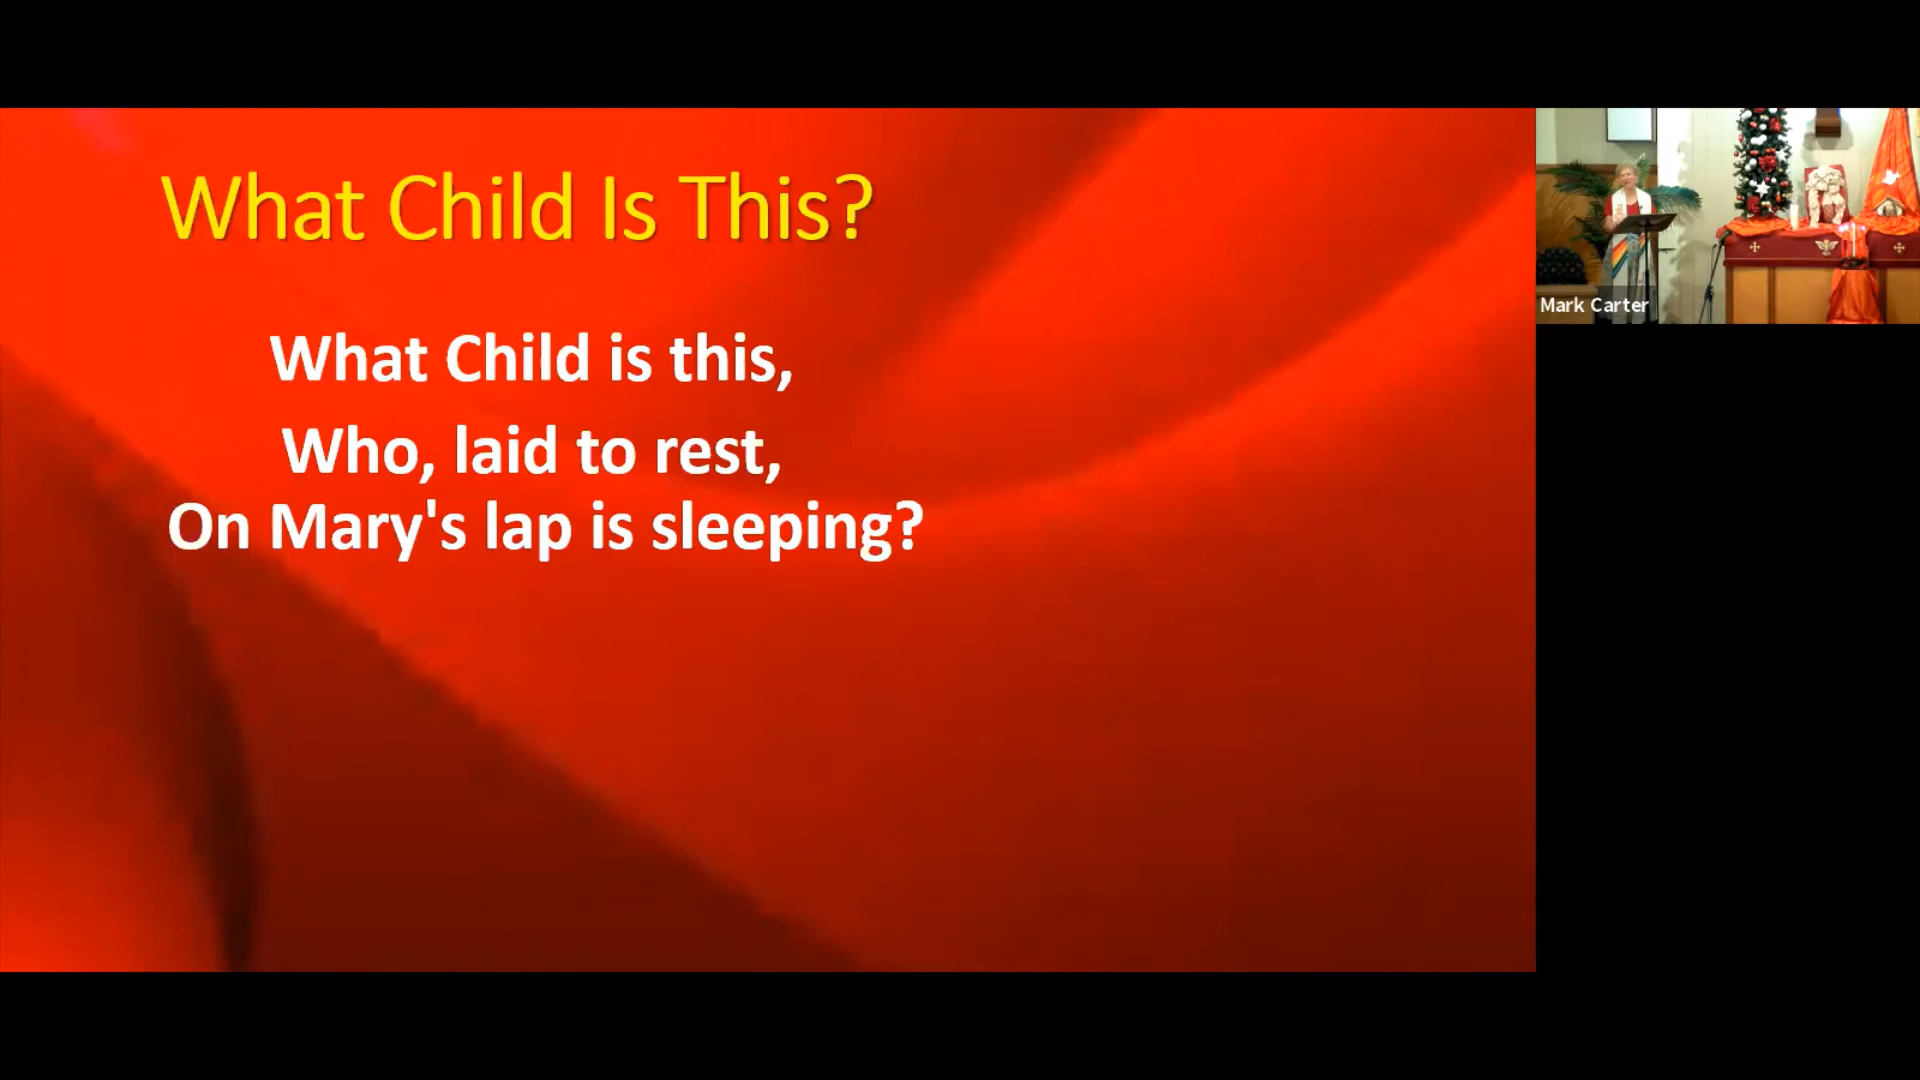 What Child Is This?
What Child is this,
Who, laid to rest,
On Mary's lap is sleeping?
Mark Carter